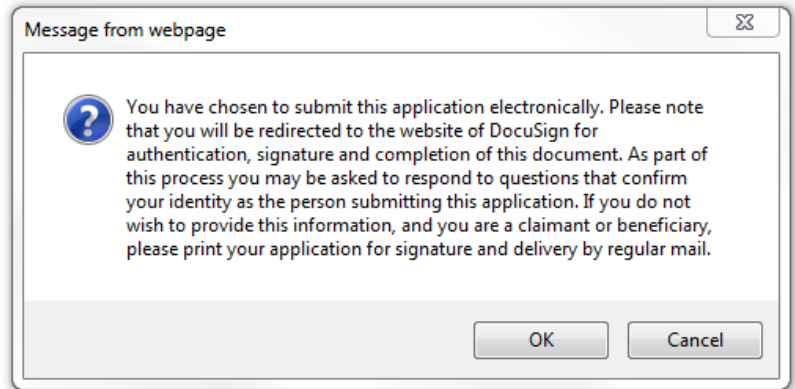 Message from webpage
You have chosen to submit this application electronically. Please note
that you will be redirected to the website of DocuSign for
authentication, signature and completion of this document. As part of
this process you may be asked to respond to questions that confirm
your identity as the person submitting this application. If you do not
wish to provide this information, and you are a claimant or beneficiary,
please print your application for signature and delivery by regular mail.
OK
Cancel